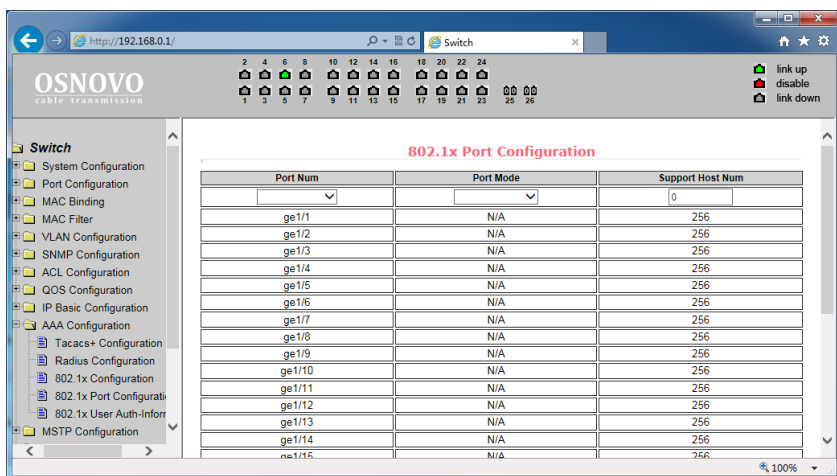 http://192.168.0.1/
Switch
OSNOVO
cable transmission
2 4 6 8 10 12 14 16 18 20 22 24
1 3 5 7 9 11 13 15 17 19 21 23 25 26
link up
disable
link down
Switch
System Configuration
Port Configuration
MAC Binding
MAC Filter
VLAN Configuration
SNMP Configuration
ACL Configuration
QOS Configuration
IP Basic Configuration
AAA Configuration
Tacacs+ Configuration
Radius Configuration
802.1x Configuration
802.1x Port Configurati
802.1x User Auth-Inforr
MSTP Configuration
802.1x Port Configuration
Port Num Port Mode Support Host Num
0
ge1/1 N/A 256
ge1/2 N/A 256
ge1/3 N/A 256
ge1/4 N/A 256
ge1/5 N/A 256
ge1/6 N/A 256
ge1/7 N/A 256
ge1/8 N/A 256
ge1/9 N/A 256
ge1/10 N/A 256
ge1/11 N/A 256
ge1/12 N/A 256
ge1/13 N/A 256
ge1/14 N/A 256
ge1/15 N/A 256
100%